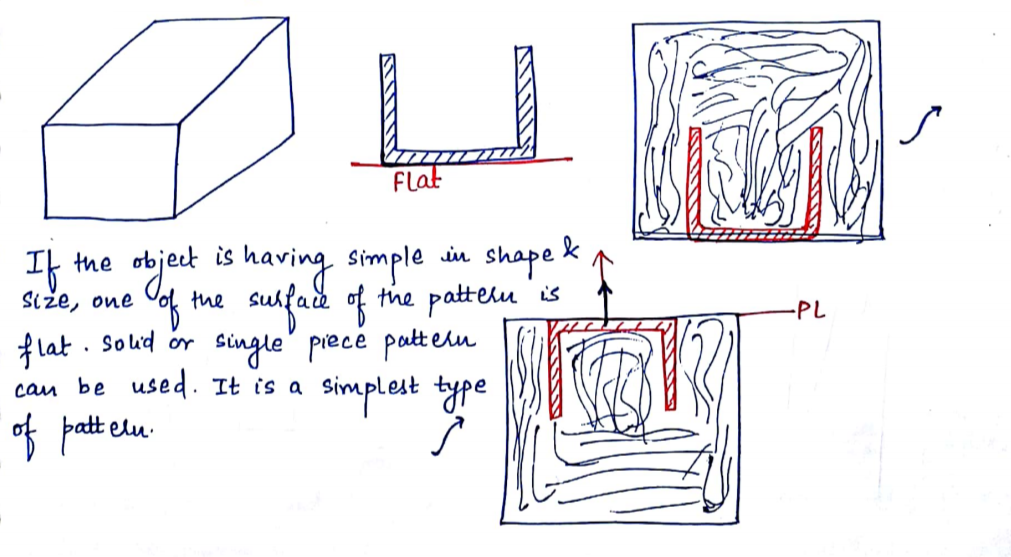 Flat
If the object is having simple in shape &
size, one of the surface of the pattern is
flat. Solid or single piece pattern
can be used. It is a simplest type
of pattern.
PL